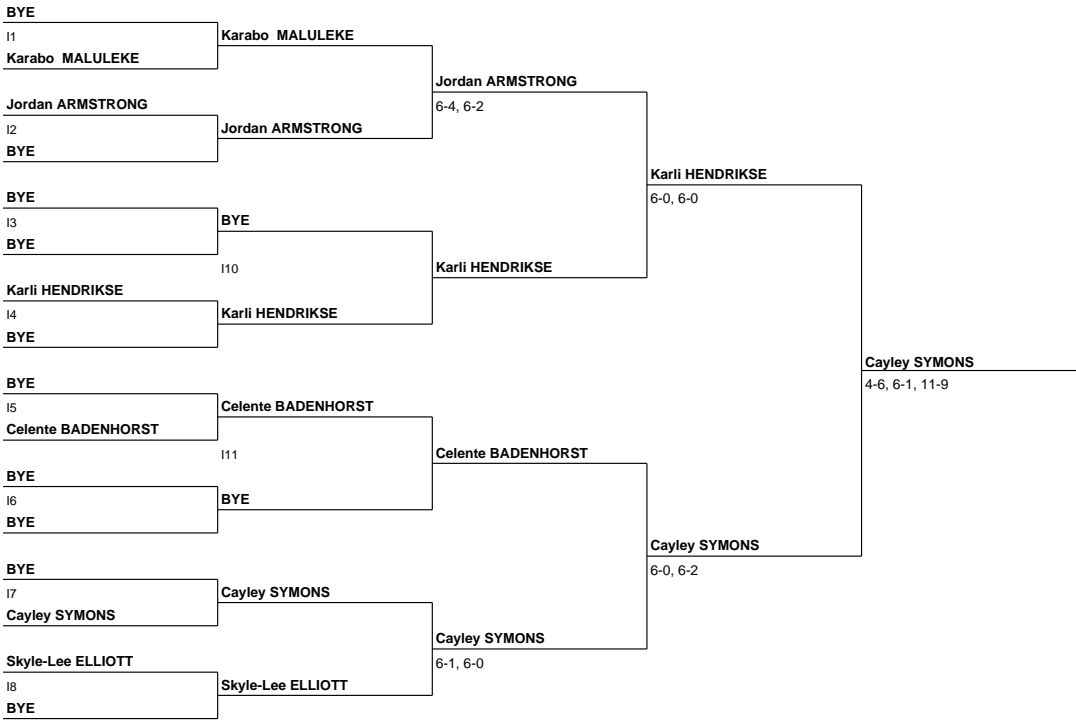 BYE
I1
Karabo MALULEKE
Jordan ARMSTRONG
I2
BYE
BYE
I3
BYE
Karli HENDRIKSE
I4
BYE
BYE
I5
Celente BADENHORST
BYE
I6
BYE
BYE
I7
Cayley SYMONS
Skyle-Lee ELLIOTT
I8
BYE
Karabo MALULEKE
Jordan ARMSTRONG
BYE
I10
Karli HENDRIKSE
Celente BADENHORST
I11
BYE
Cayley SYMONS
Skyle-Lee ELLIOTT
Jordan ARMSTRONG
6-4, 6-2
Karli HENDRIKSE
Celente BADENHORST
Cayley SYMONS
6-1, 6-0
Karli HENDRIKSE
6-0, 6-0
Cayley SYMONS
6-0, 6-2
Cayley SYMONS
4-6, 6-1, 11-9